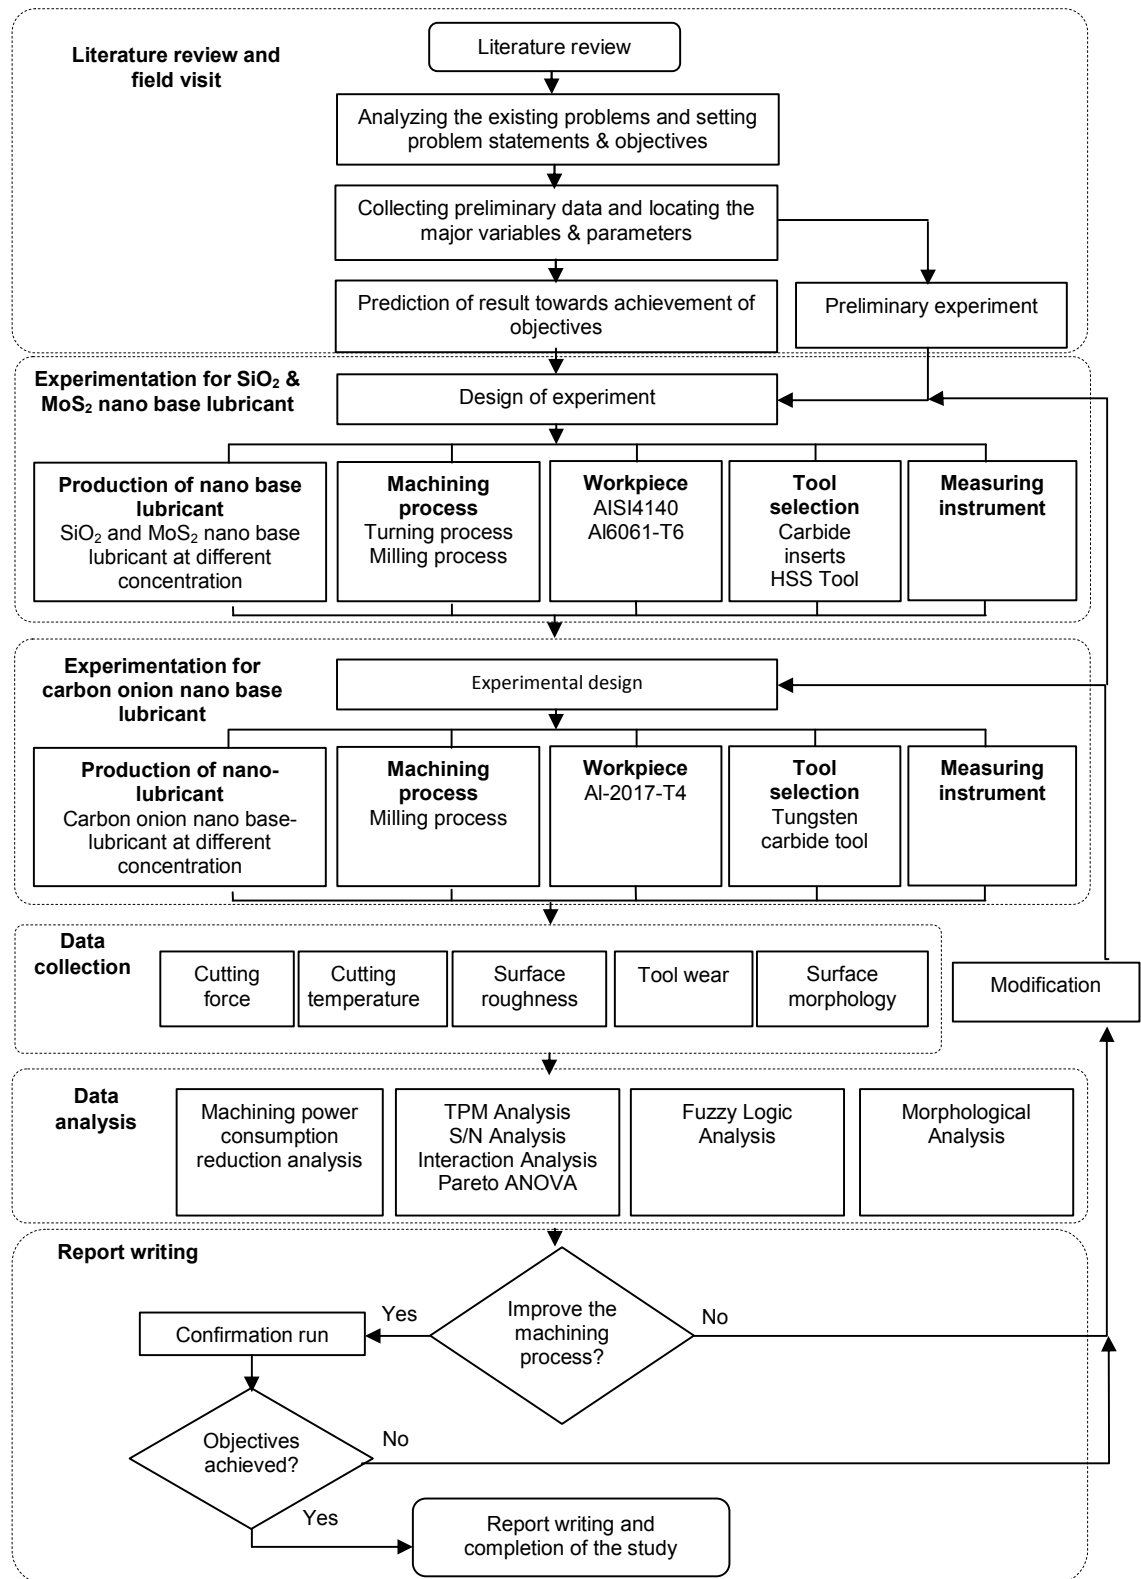 Literature review and
field visit
Literature review
Analyzing the existing problems and setting
problem statements & objectives
Collecting preliminary data and locating the
major variables & parameters
Prediction of result towards achievement of
objectives
Preliminary experiment
Experimentation for SiO₂ &
MoS₂ nano base lubricant
Design of experiment
Production of nano base
lubricant
SiO₂ and MoS₂ nano base
lubricant at different
concentration
Machining
process
Turning process
Milling process
Workpiece
AISI4140
Al6061-T6
Tool
selection
Carbide
inserts
HSS Tool
Measuring
instrument
Experimentation for
carbon onion nano base
lubricant
Experimental design
Production of nano-
lubricant
Carbon onion nano base-
lubricant at different
concentration
Machining
process
Milling process
Workpiece
Al-2017-T4
Tool
selection
Tungsten
carbide tool
Measuring
instrument
Data
collection
Cutting
force
Cutting
temperature
Surface
roughness
Tool wear
Surface
morphology
Modification
Data
analysis
Machining power
consumption
reduction analysis
TPM Analysis
S/N Analysis
Interaction Analysis
Pareto ANOVA
Fuzzy Logic
Analysis
Morphological
Analysis
Report writing
Improve the
machining
process?
Yes
No
Confirmation run
Objectives
achieved?
No
Yes
Report writing and
completion of the study